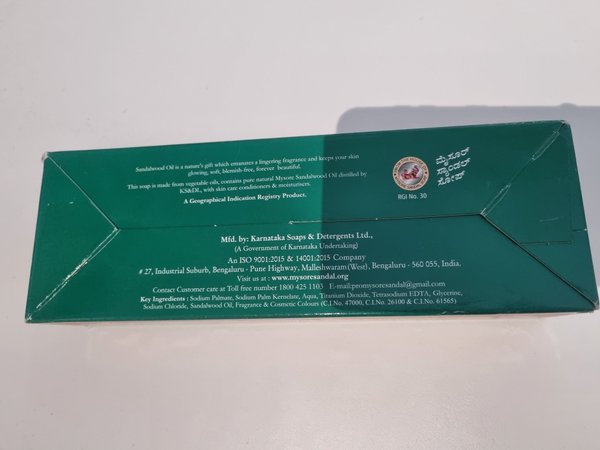 Sandalwood Oil is a nature's gift which emanates a lingering fragrance and keeps your skin
glowing, soft, blemish-free, forever beautiful.
This soap is made from vegetable oils, contains pure natural Mysore Sandalwood Oil distilled by
KS&DL, with skin care conditioners & moisturisers.
A Geographical Indication Registry Product.
RGI No. 30
ಮೈಸೂರ್
ಸ್ಯಾಂಡಲ್
ಸೋಪ್
Mfd. by: Karnataka Soaps & Detergents Ltd.,
(A Government of Karnataka Undertaking)
An ISO 9001:2015 & 14001:2015 Company
# 27, Industrial Suburb, Bengaluru - Pune Highway, Malleshwaram (West), Bengaluru - 560 055, India.
Visit us at : www.mysoresandal.org
Contact Customer care at Toll free number 1800 425 1103 E-mail:promysoresandal@gmail.com
Key Ingredients : Sodium Palmate, Sodium Palm Kernelate, Aqua, Titanium Dioxide, Tetrasodium EDTA, Glycerine,
Sodium Chloride, Sandalwood Oil, Fragrance & Cosmetic Colours (C.I.No. 47000, C.I.No. 26100 & C.I.No. 61565)